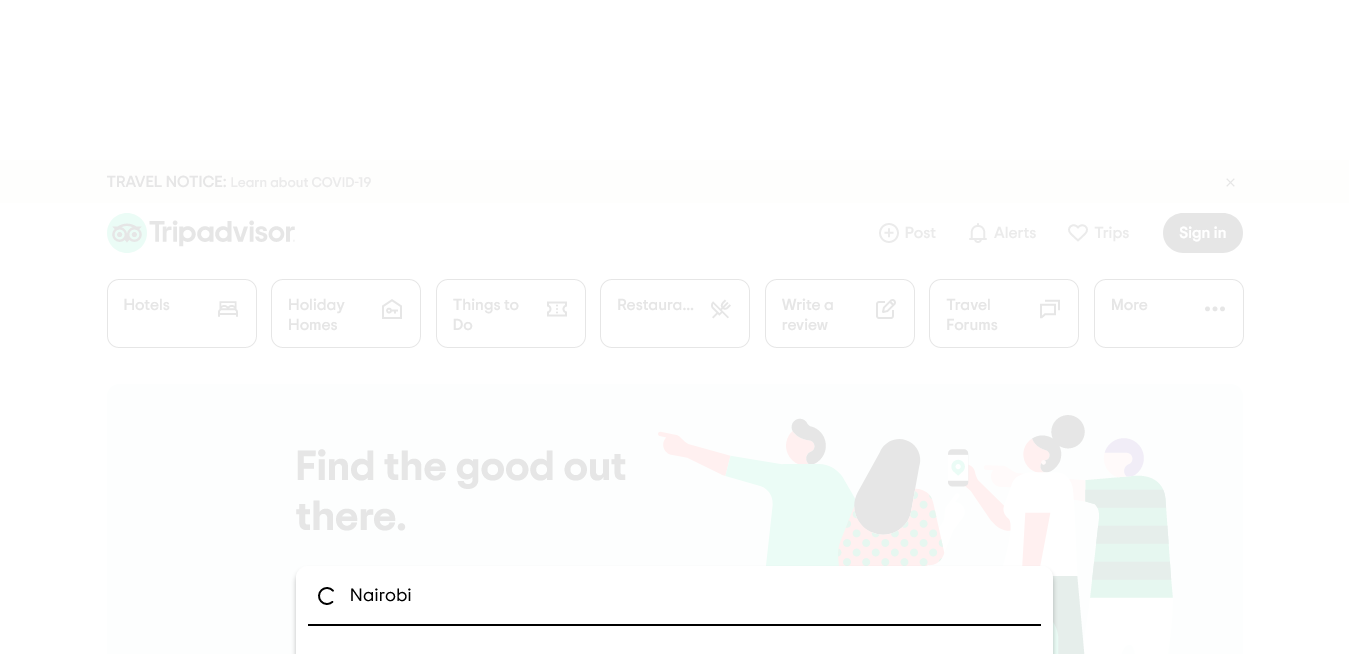 TRAVEL NOTICE: Learn about COVID-19
Tripadvisor
Post
Alerts
Trips
Sign in
Hotels
Holiday
Homes
Things to
Do
Restaura...
Write a
review
Travel
Forums
More
Find the good out
there.
Nairobi